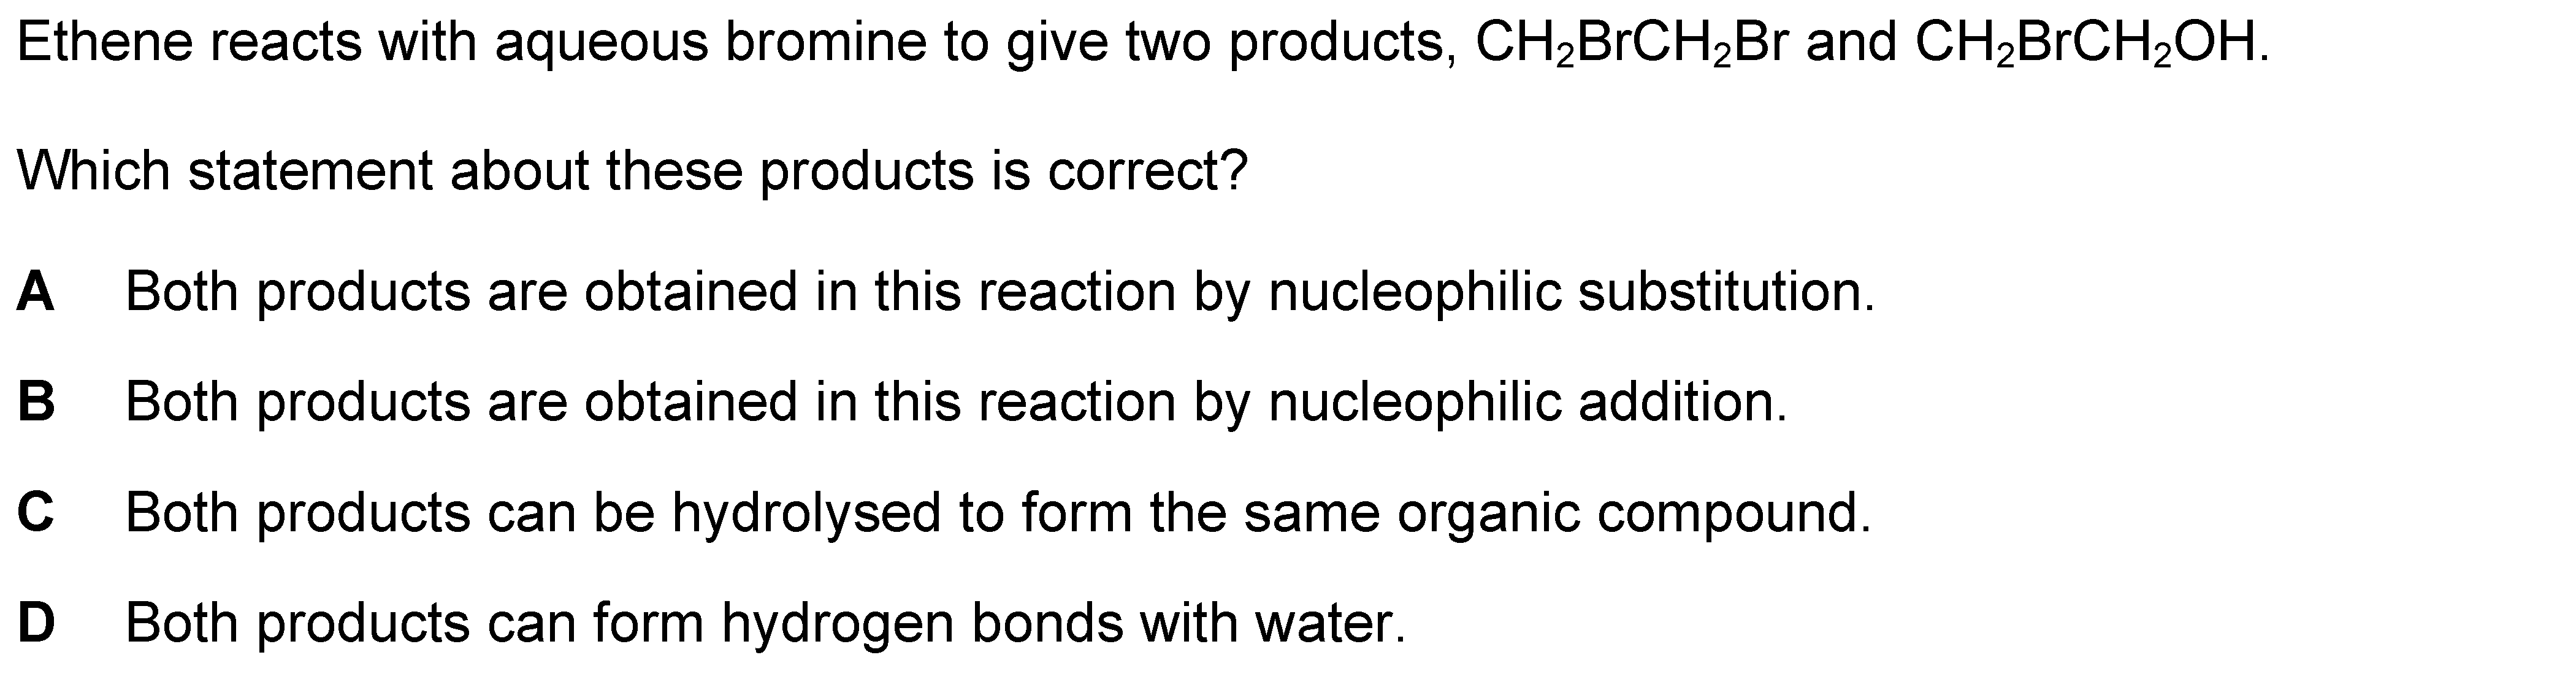 Ethene reacts with aqueous bromine to give two products, CH₂BrCH₂Br and CH₂BrCH₂OH.
Which statement about these products is correct?
A Both products are obtained in this reaction by nucleophilic substitution.
B Both products are obtained in this reaction by nucleophilic addition.
C Both products can be hydrolysed to form the same organic compound.
D Both products can form hydrogen bonds with water.